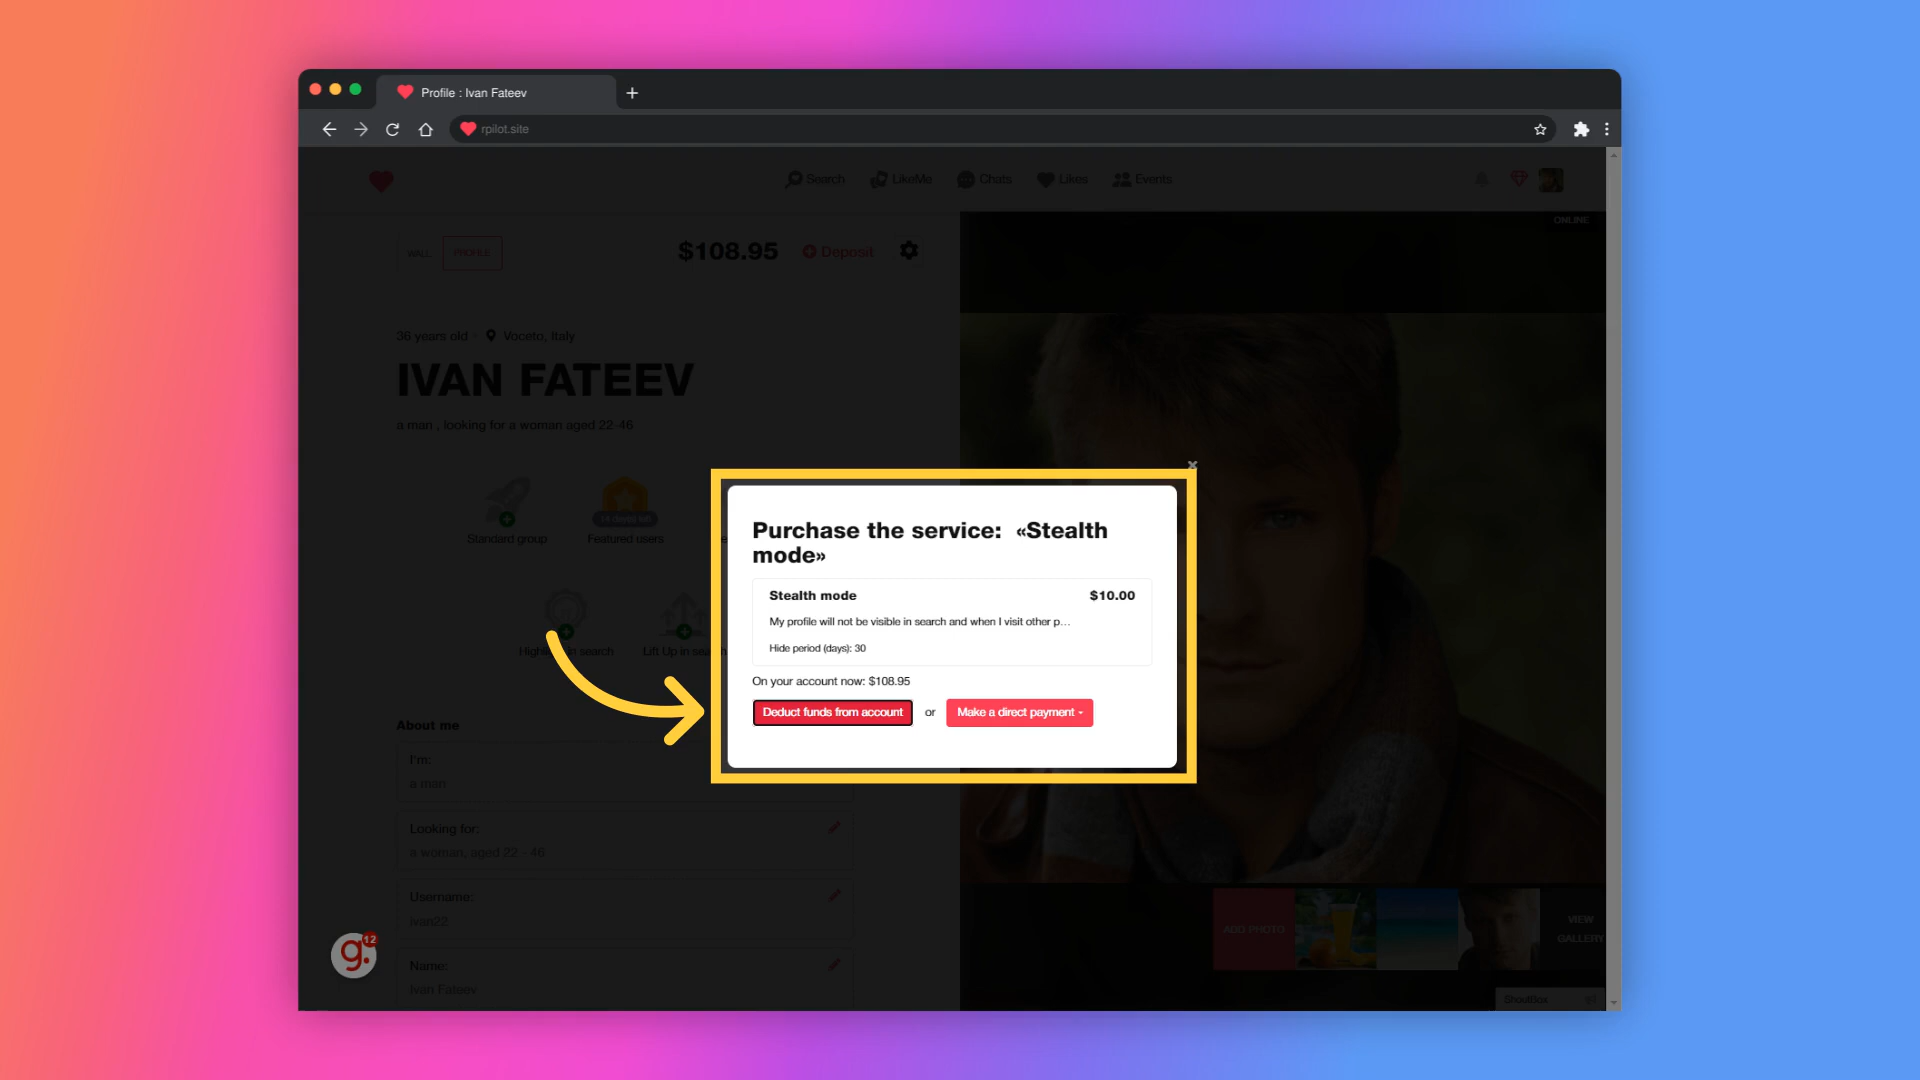 Profile : Ivan Fateev
rpilot.site
Search
LikeMe
Chats
Likes
Events
ONLINE
WALL
PROFILE
$108.95
Deposit
36 years old
Voceto, Italy
IVAN FATEEV
a man , looking for a woman aged 22-46
14 days left
Standard group
Featured users
Purchase the service: «Stealth
mode»
Stealth mode
$10.00
My profile will not be visible in search and when I visit other p...
Hide period (days): 30
On your account now: $108.95
Deduct funds from account
or
Make a direct payment
in search
Lift Up in
About me
I'm:
a man
Looking for:
a woman, aged 22 - 46
Username:
ivan22
Name:
Ivan Fateev
g.
12
ADD PHOTO
VIEW
GALLERY
ShoutBox